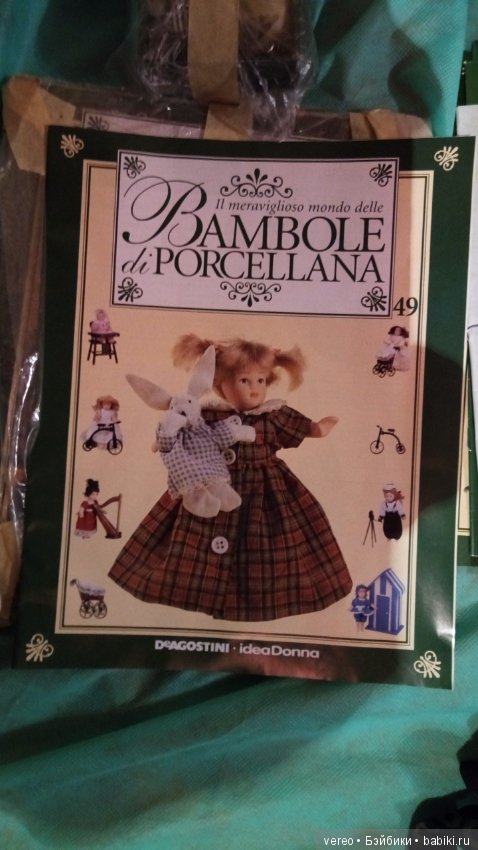 Il meraviglioso mondo delle
BAMBOLE
di PORCELLANA
49
DeAGOSTINI · ideaDonna
vereo • Бэйбики • babiki.ru